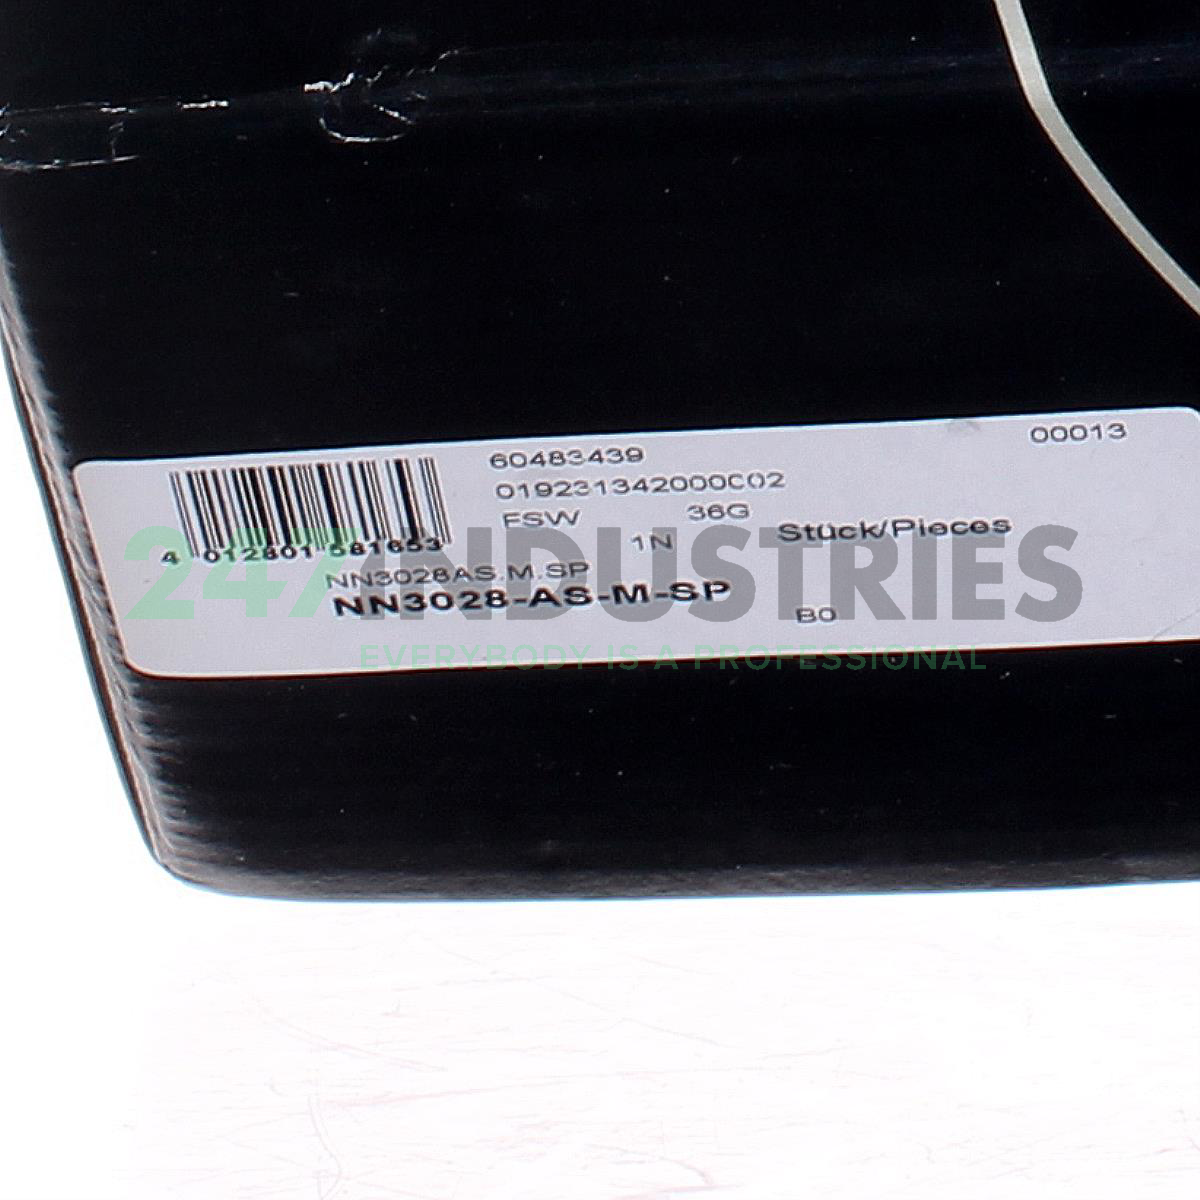 00013
60483439
019231342000C02
FSW 36G
1N Stück/Pieces
4 012801 581653
NN3028AS.M.SP
NN3028-AS-M-SP
B0
247INDUSTRIES
EVERYBODY IS A PROFESSIONAL